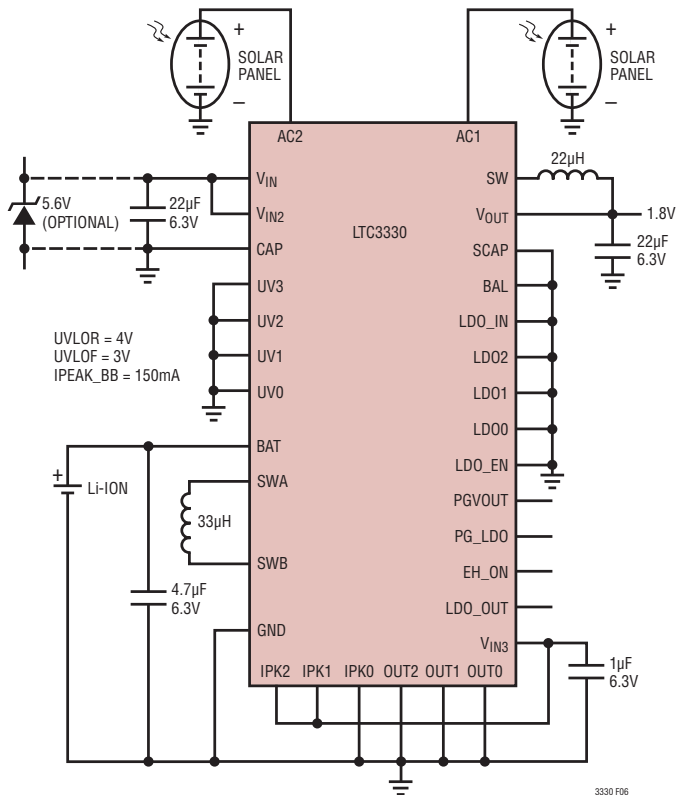 +
SOLAR
PANEL
–
+
SOLAR
PANEL
–
AC2
AC1
5.6V
(OPTIONAL)
22µF
6.3V
VIN
VIN2
CAP
UV3
UV2
UV1
UV0
UVLOR = 4V
UVLOF = 3V
IPEAK_BB = 150mA
BAT
+
Li-ION
SWA
33µH
SWB
4.7µF
6.3V
GND
LTC3330
SW
22µH
VOUT
1.8V
22µF
6.3V
SCAP
BAL
LDO_IN
LDO2
LDO1
LDO0
LDO_EN
PGVOUT
PG_LDO
EH_ON
LDO_OUT
VIN3
1µF
6.3V
IPK2 IPK1 IPK0 OUT2 OUT1 OUT0
3330 F06